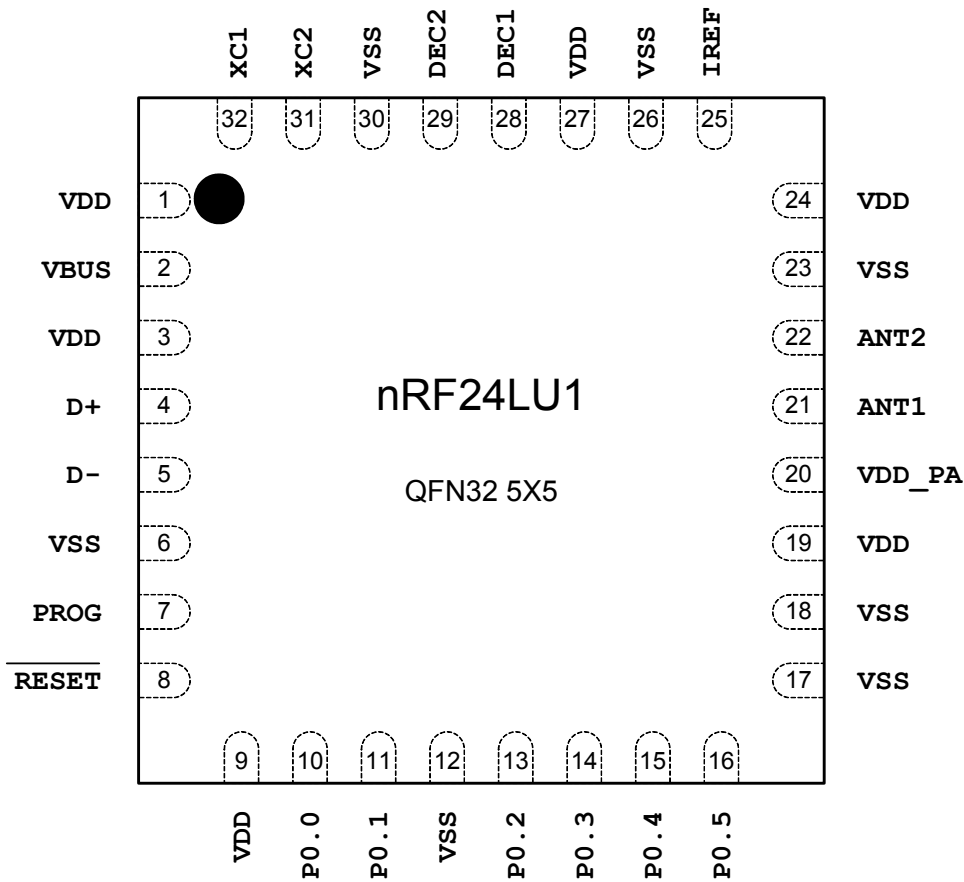 XC1 XC2 VSS DEC2 DEC1 VDD VSS IREF
32 31 30 29 28 27 26 25
VDD 1 24 VDD
VBUS 2 23 VSS
VDD 3 22 ANT2
D+ 4 21 ANT1
nRF24LU1
D- 5 20 VDD_PA
QFN32 5X5
VSS 6 19 VDD
PROG 7 18 VSS
RESET 8 17 VSS
9 10 11 12 13 14 15 16
VDD P0.0 P0.1 VSS P0.2 P0.3 P0.4 P0.5